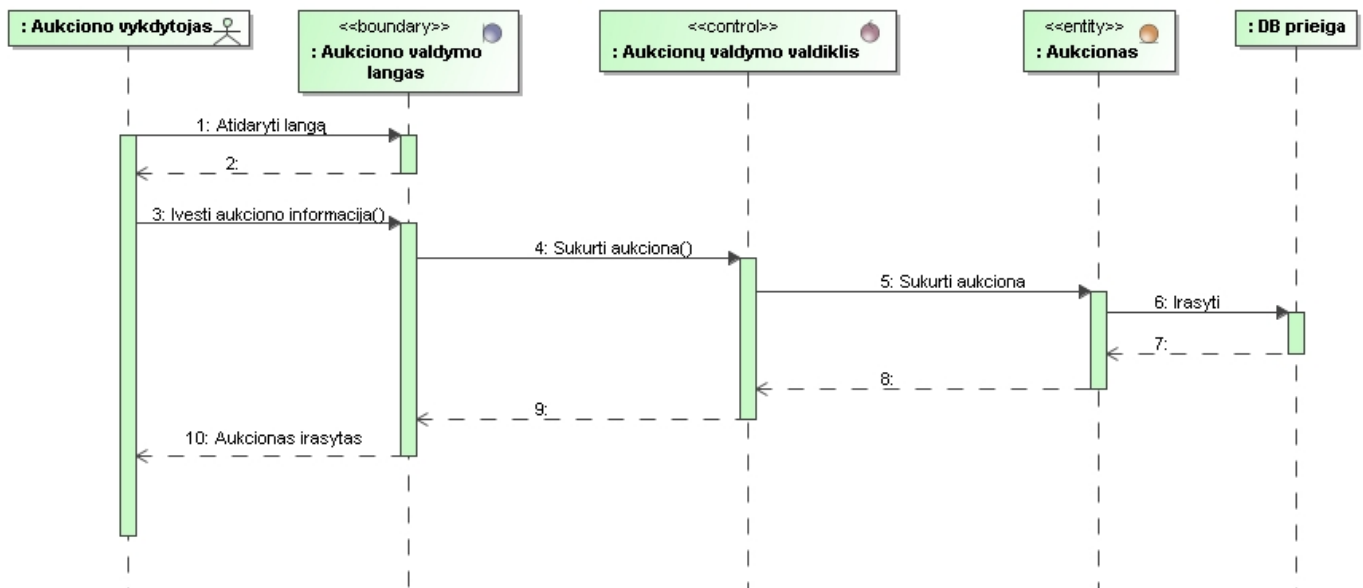 : Aukciono vykdytojas
<<boundary>>
: Aukciono valdymo
langas
<<control>>
: Aukcionų valdymo valdiklis
<<entity>>
: Aukcionas
: DB prieiga
1: Atidaryti langą
2:
3: Ivesti aukciono informacija()
4: Sukurti aukciona()
5: Sukurti aukciona
6: Irasyti
7:
8:
9:
10: Aukcionas irasytas